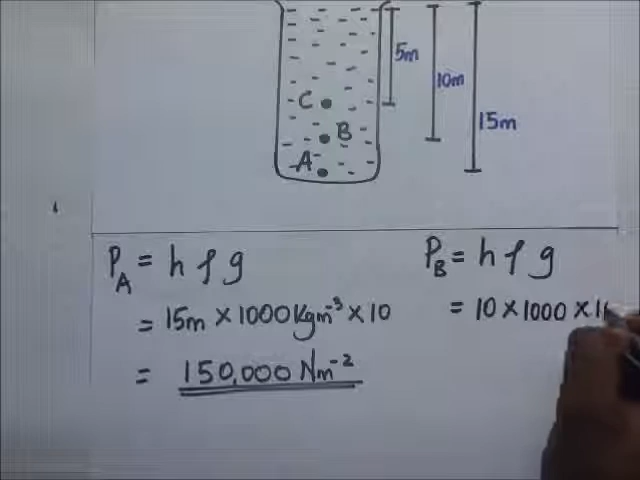 5m
C
10m
B
15m
A
P_A = h ρ g
= 15m × 1000 Kgm⁻³ × 10
= 150,000 Nm⁻²
P_B = h ρ g
= 10 × 1000 ×